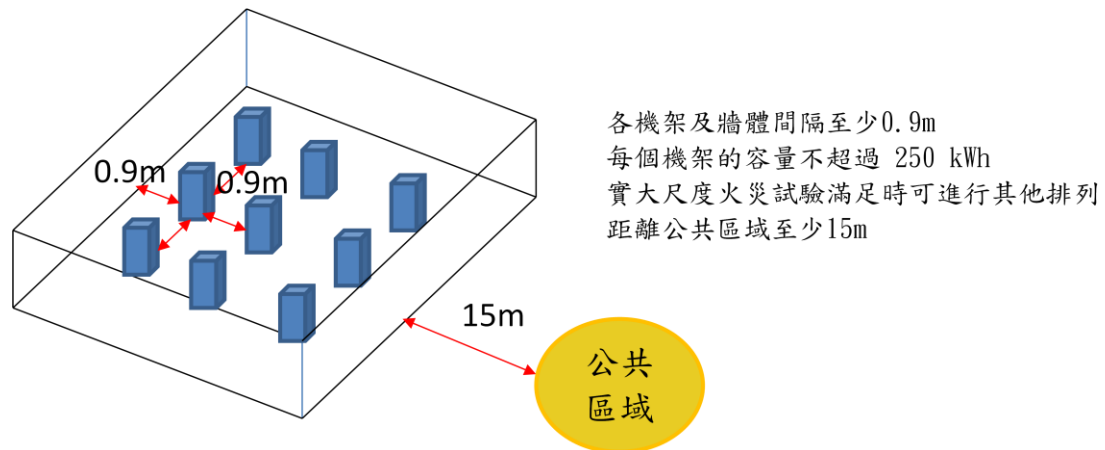 各機架及牆體間隔至少0.9m
每個機架的容量不超過 250 kWh
實大尺度火災試驗滿足時可進行其他排列
距離公共區域至少15m
0.9m
0.9m
15m
公共
區域